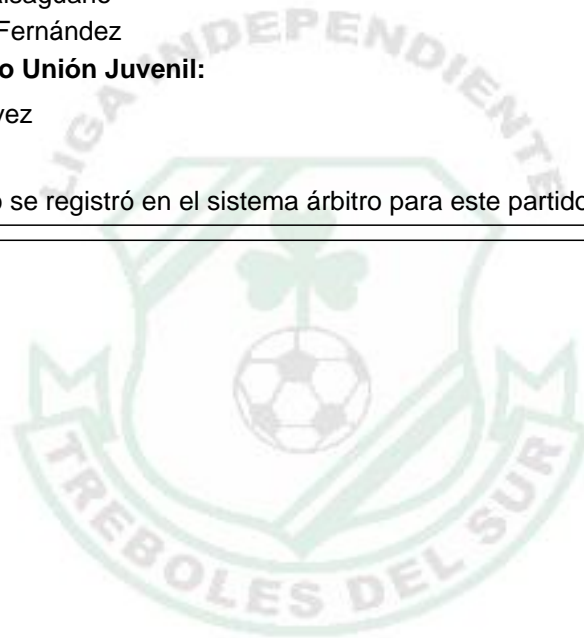 Fernández
o Unión Juvenil:
vez
se registró en el sistema árbitro para este partido
LIGA INDEPENDIENTE
TREBOLES DEL SUR